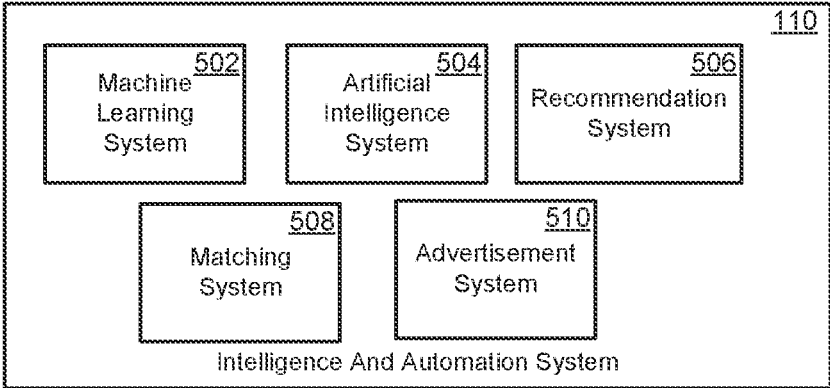 110
502
Machine
Learning
System
504
Artificial
Intelligence
System
506
Recommendation
System
508
Matching
System
510
Advertisement
System
Intelligence And Automation System